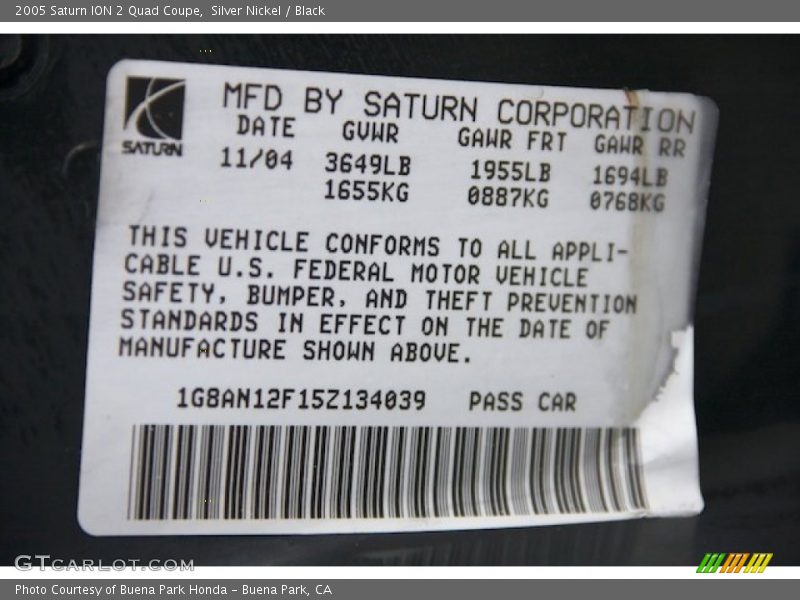 2005 Saturn ION 2 Quad Coupe,  Silver Nickel / Black
SATURN
MFD BY SATURN CORPORATION
DATE GVWR GAWR FRT GAWR RR
11/04 3649LB 1955LB 1694LB
1655KG 0887KG 0768KG
THIS VEHICLE CONFORMS TO ALL APPLI-
CABLE U.S. FEDERAL MOTOR VEHICLE
SAFETY, BUMPER, AND THEFT PREVENTION
STANDARDS IN EFFECT ON THE DATE OF
MANUFACTURE SHOWN ABOVE.
1G8AN12F15Z134039 PASS CAR
GTCARLOT.COM
Photo Courtesy of Buena Park Honda - Buena Park, CA